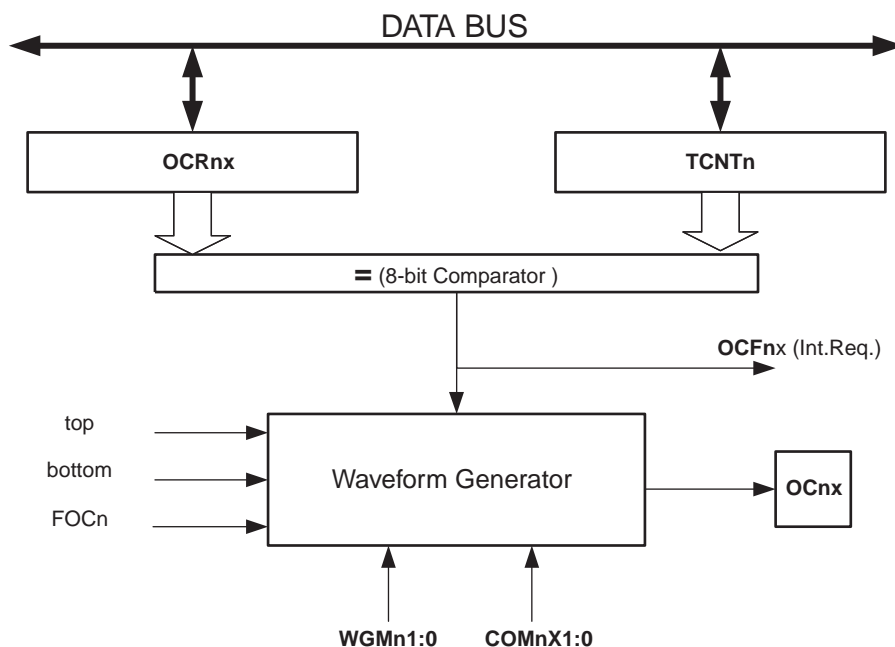 DATA BUS
OCRnx
TCNTn
= (8-bit Comparator )
OCFnx (Int.Req.)
top
bottom
FOCn
Waveform Generator
OCnx
WGMn1:0
COMnX1:0